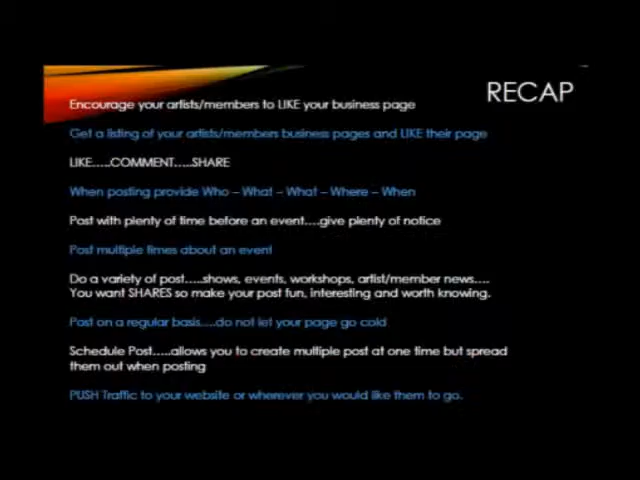 RECAP
Encourage your artists/members to LIKE your business page
Get a listing of your artists/members business pages and LIKE their page
LIKE.....COMMENT.....SHARE
When posting provide Who – What – What – Where – When
Post with plenty of time before an event....give plenty of notice
Post multiple times about an event
Do a variety of post.....shows, events, workshops, artist/member news....
You want SHARES so make your post fun, interesting and worth knowing.
Post on a regular basis....do not let your page go cold
Schedule Post.....allows you to create multiple post at one time but spread
them out when posting
PUSH Traffic to your website or wherever you would like them to go.